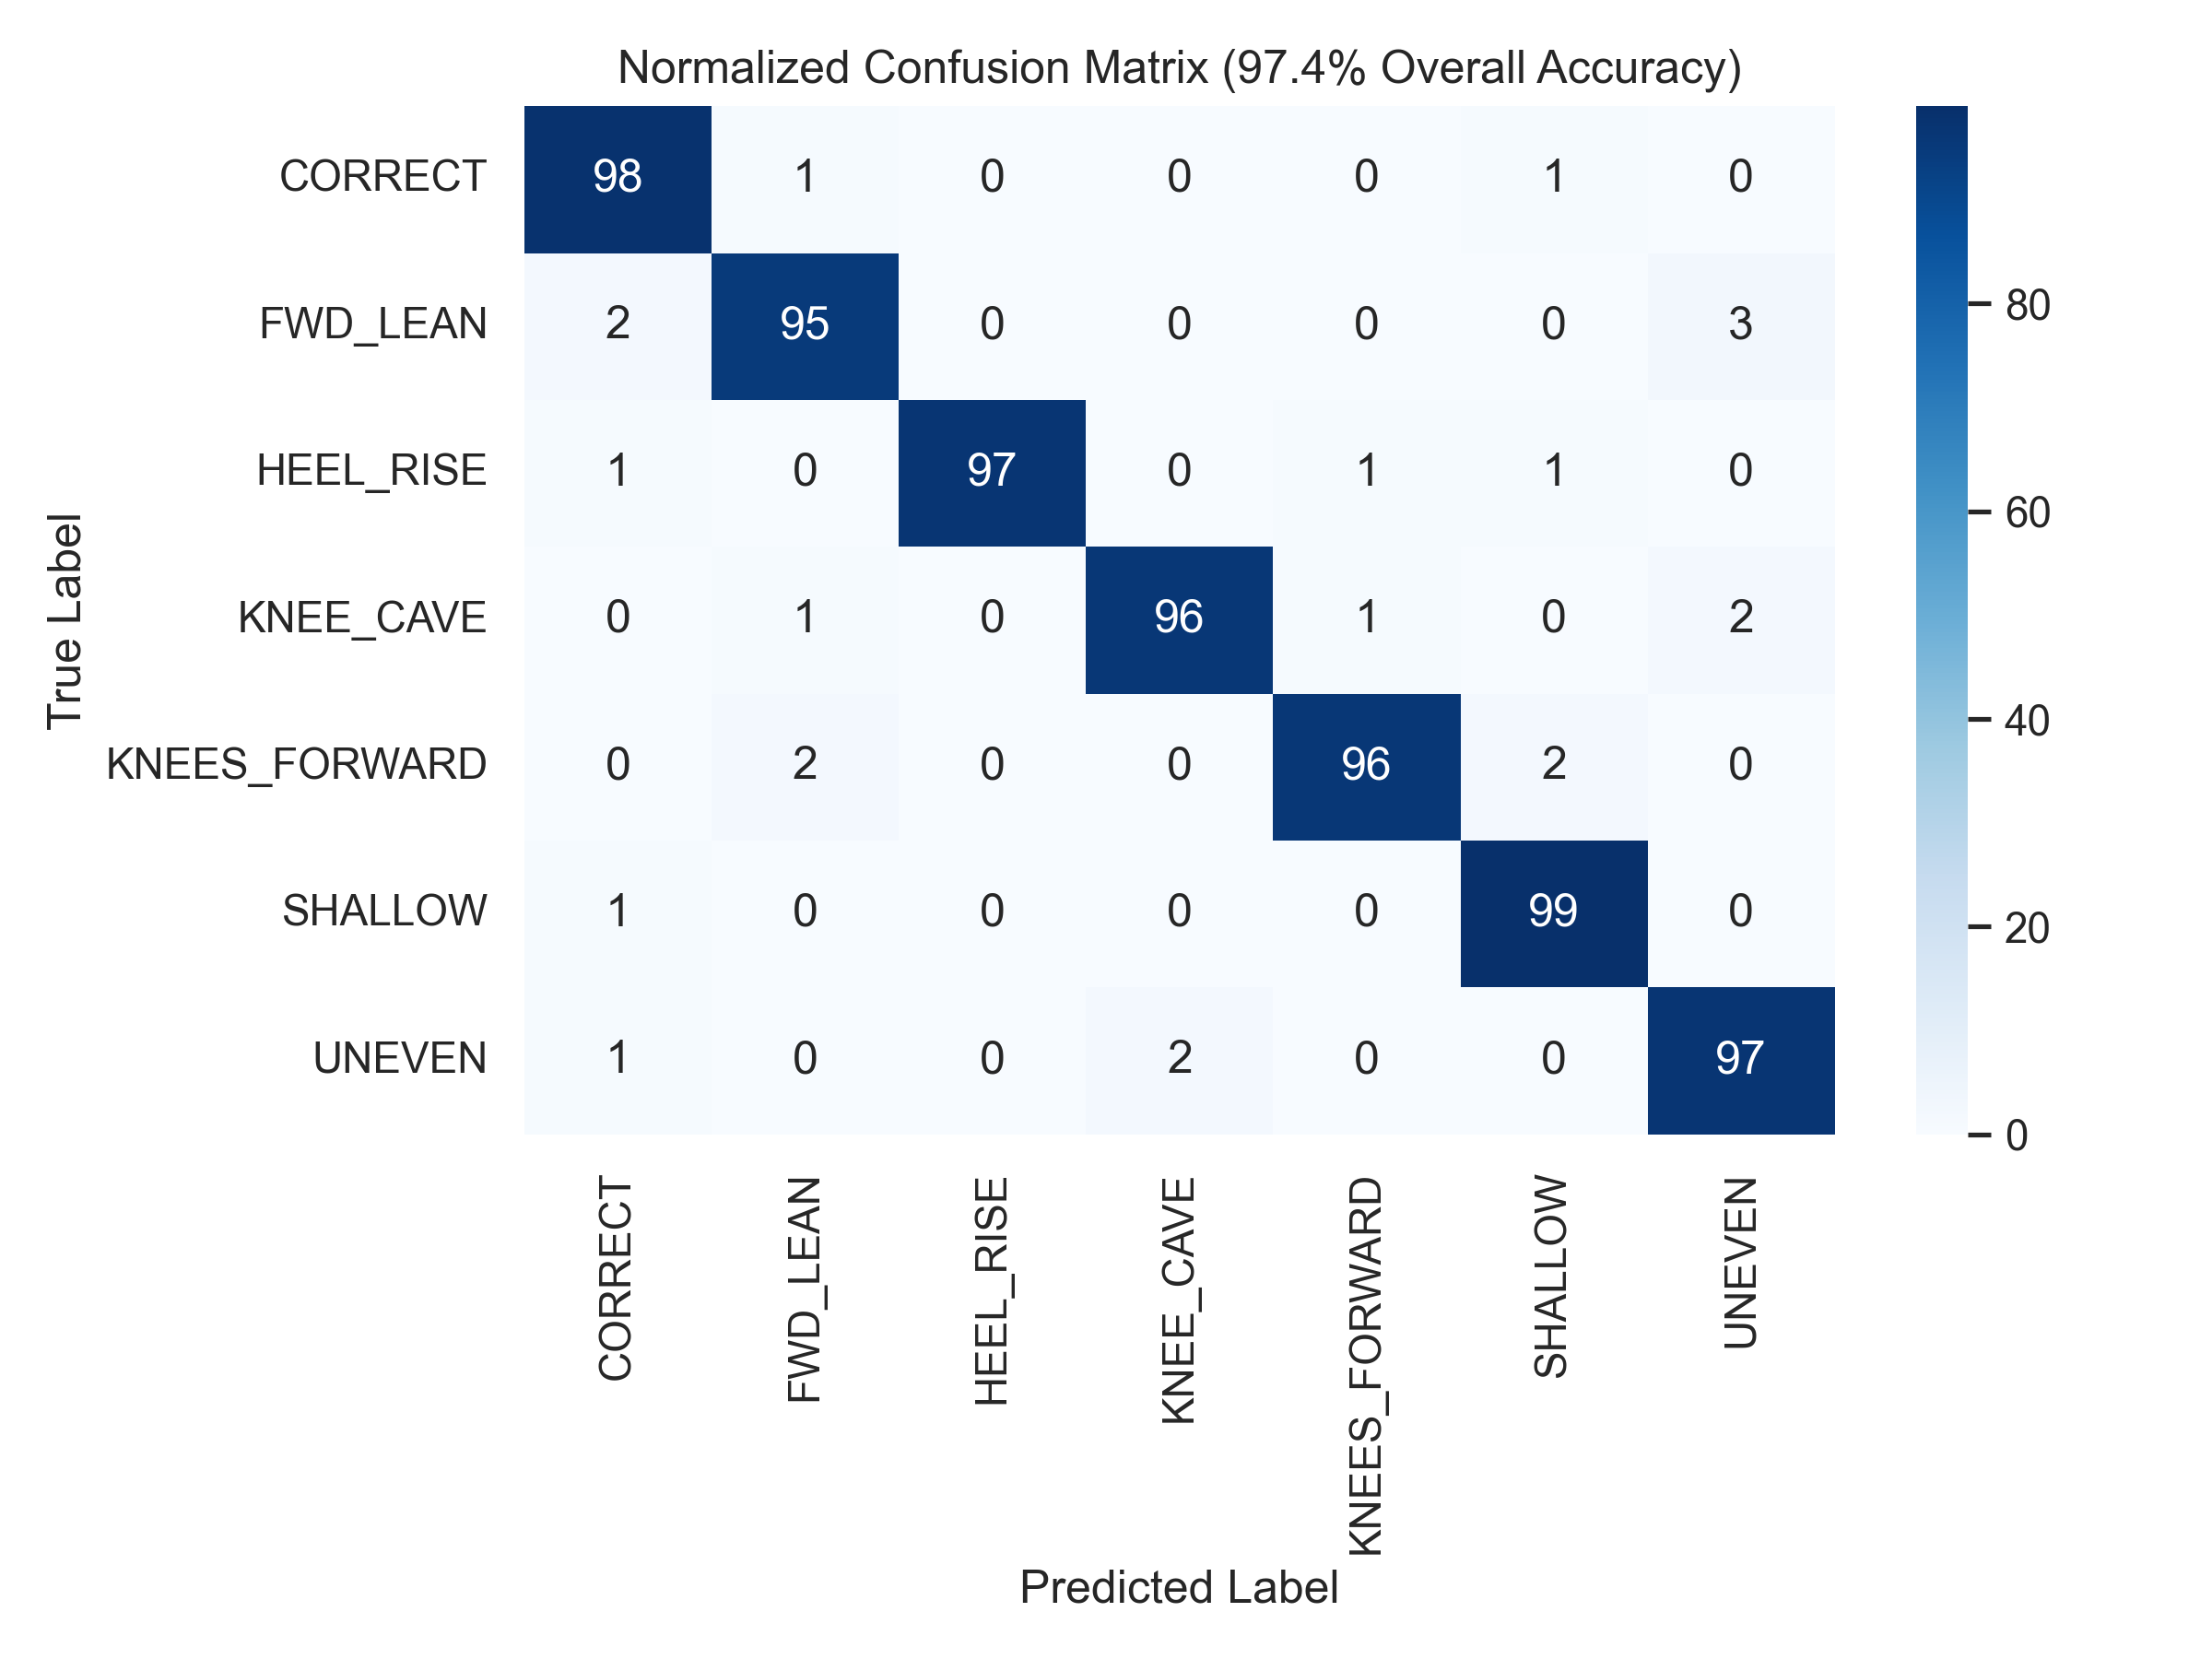 Normalized Confusion Matrix (97.4% Overall Accuracy)
True Label
CORRECT 98 1 0 0 0 1 0
FWD_LEAN 2 95 0 0 0 0 3
HEEL_RISE 1 0 97 0 1 1 0
KNEE_CAVE 0 1 0 96 1 0 2
KNEES_FORWARD 0 2 0 0 96 2 0
SHALLOW 1 0 0 0 0 99 0
UNEVEN 1 0 0 2 0 0 97
CORRECT
FWD_LEAN
HEEL_RISE
KNEE_CAVE
KNEES_FORWARD
SHALLOW
UNEVEN
Predicted Label
80
60
40
20
0